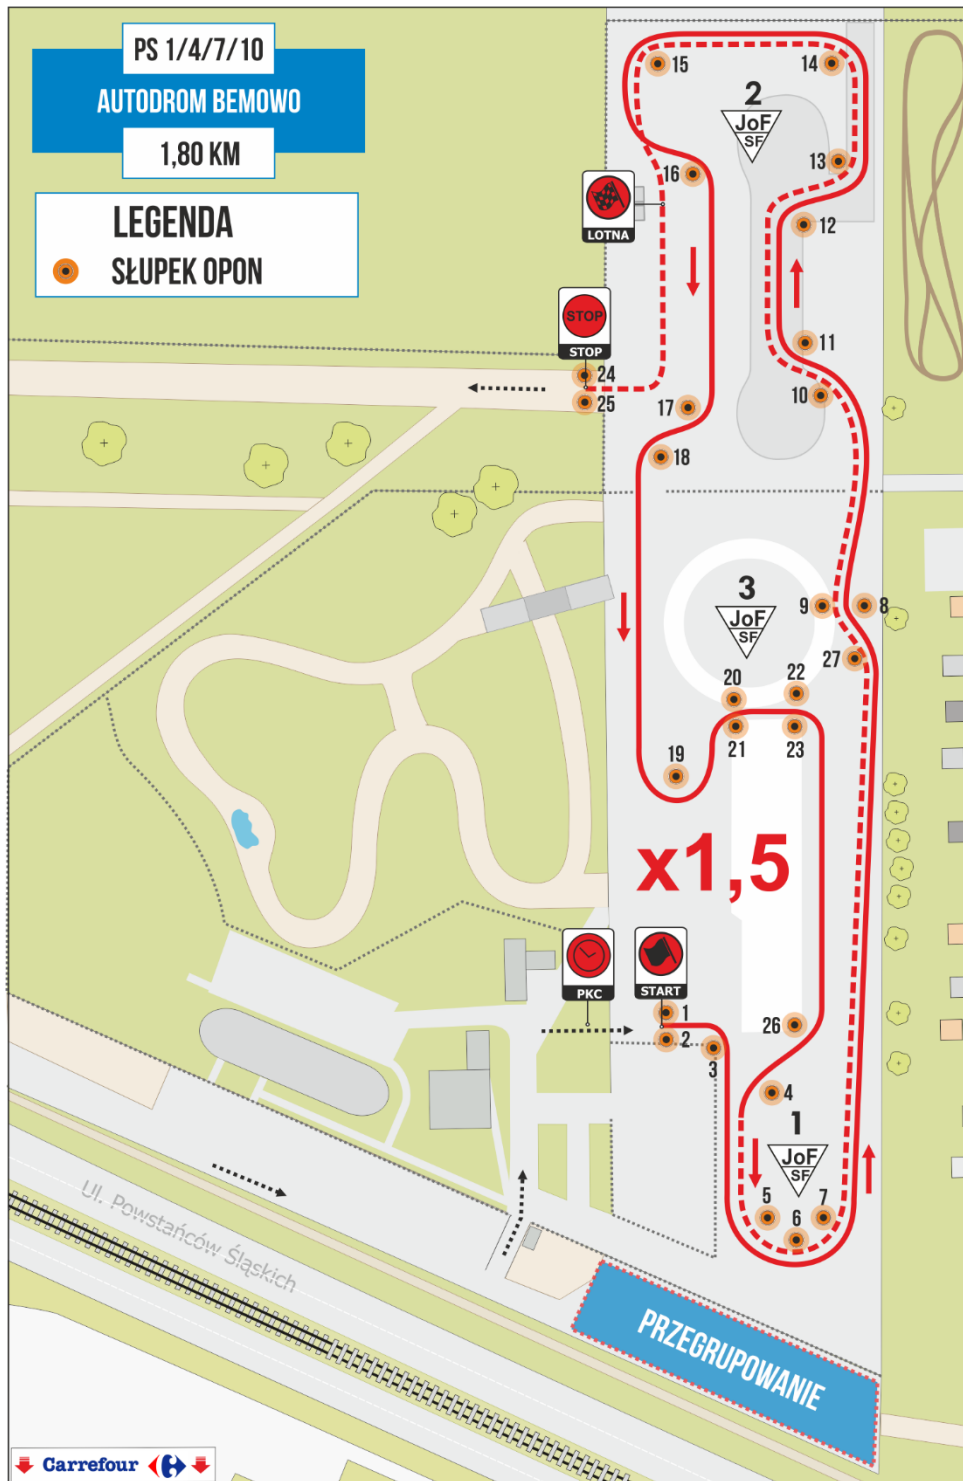 PS 1/4/7/10
AUTODROM BEMOWO
1,80 KM
LEGENDA
SŁUPEK OPON
15
14
2
JoF
SF
13
16
LOTNA
12
STOP
STOP
11
24
25
10
17
18
3
JoF
SF
9
8
27
20
22
21
23
19
x1,5
PKC
START
1
2
26
3
4
1
JoF
SF
5
6
7
Ul. Powstańców Śląskich
PRZEGRUPOWANIE
Carrefour